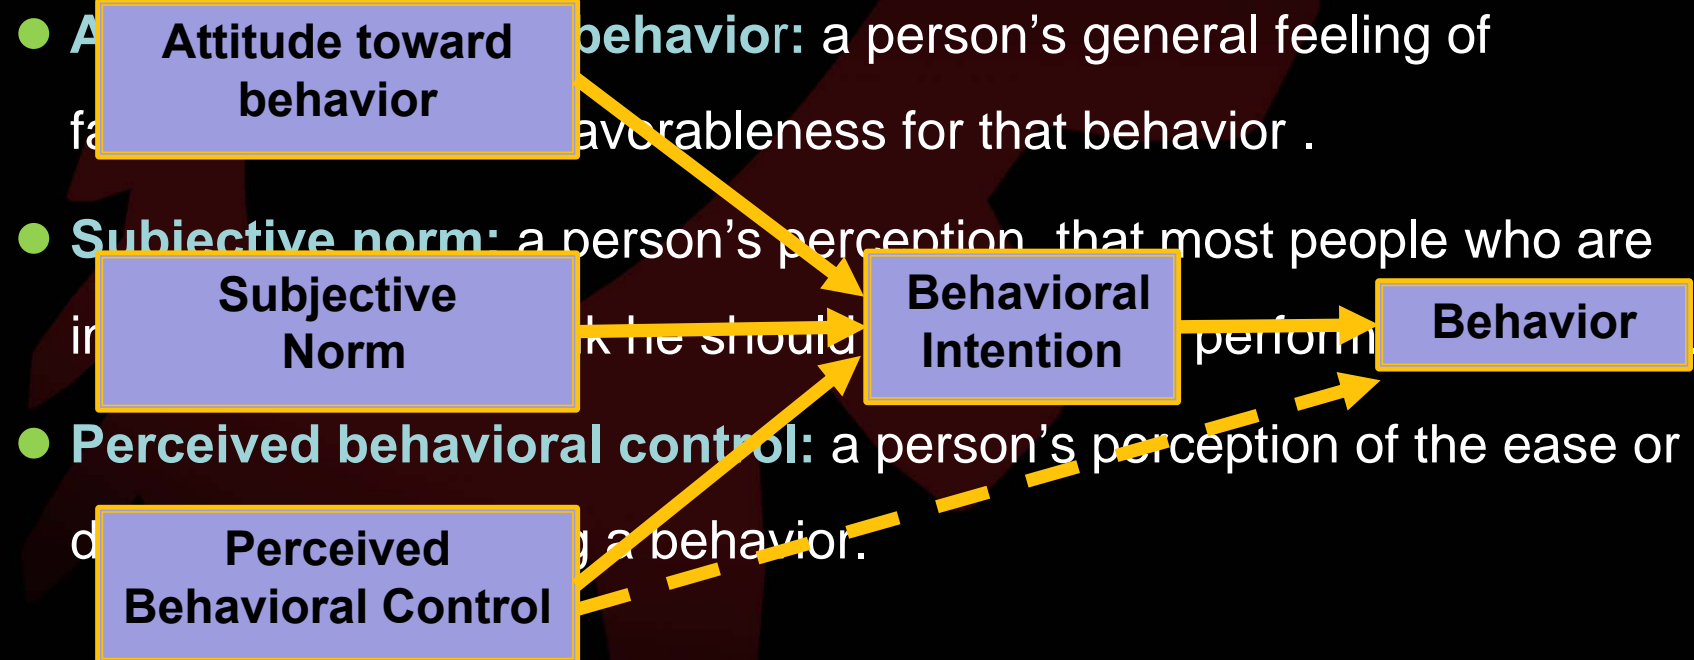 behavior: a person's general feeling of
avorableness for that behavior .
Subjective norm: a person's perception that most people who are
he should perform
Perceived behavioral control: a person's perception of the ease or
a behavior.
Attitude toward
behavior
Subjective
Norm
Perceived
Behavioral Control
Behavioral
Intention
Behavior